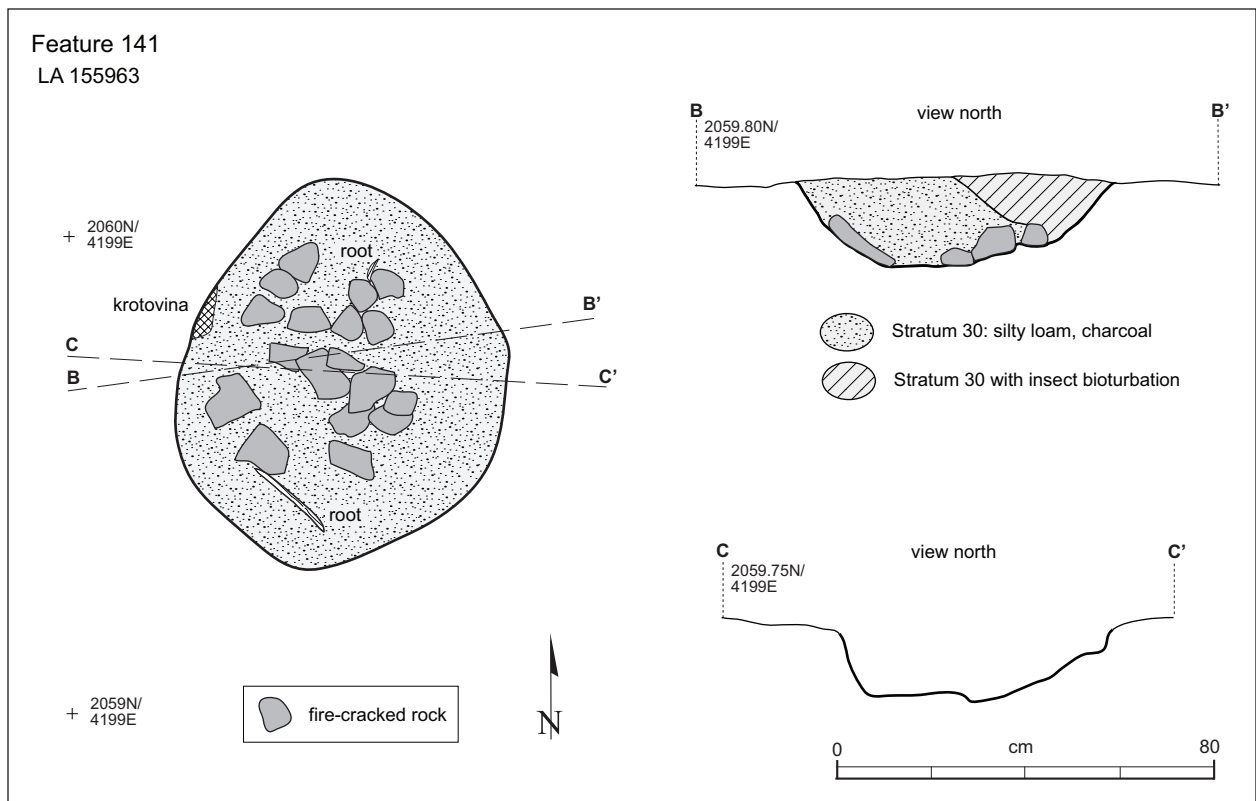 Feature 141
LA 155963
+ 2060N/
4199E
root
krotovina
B’
C
B
C’
root
+ 2059N/
4199E
fire-cracked rock
N
B
2059.80N/
4199E
view north
B’
Stratum 30: silty loam, charcoal
Stratum 30 with insect bioturbation
C
2059.75N/
4199E
view north
C’
0 cm 80